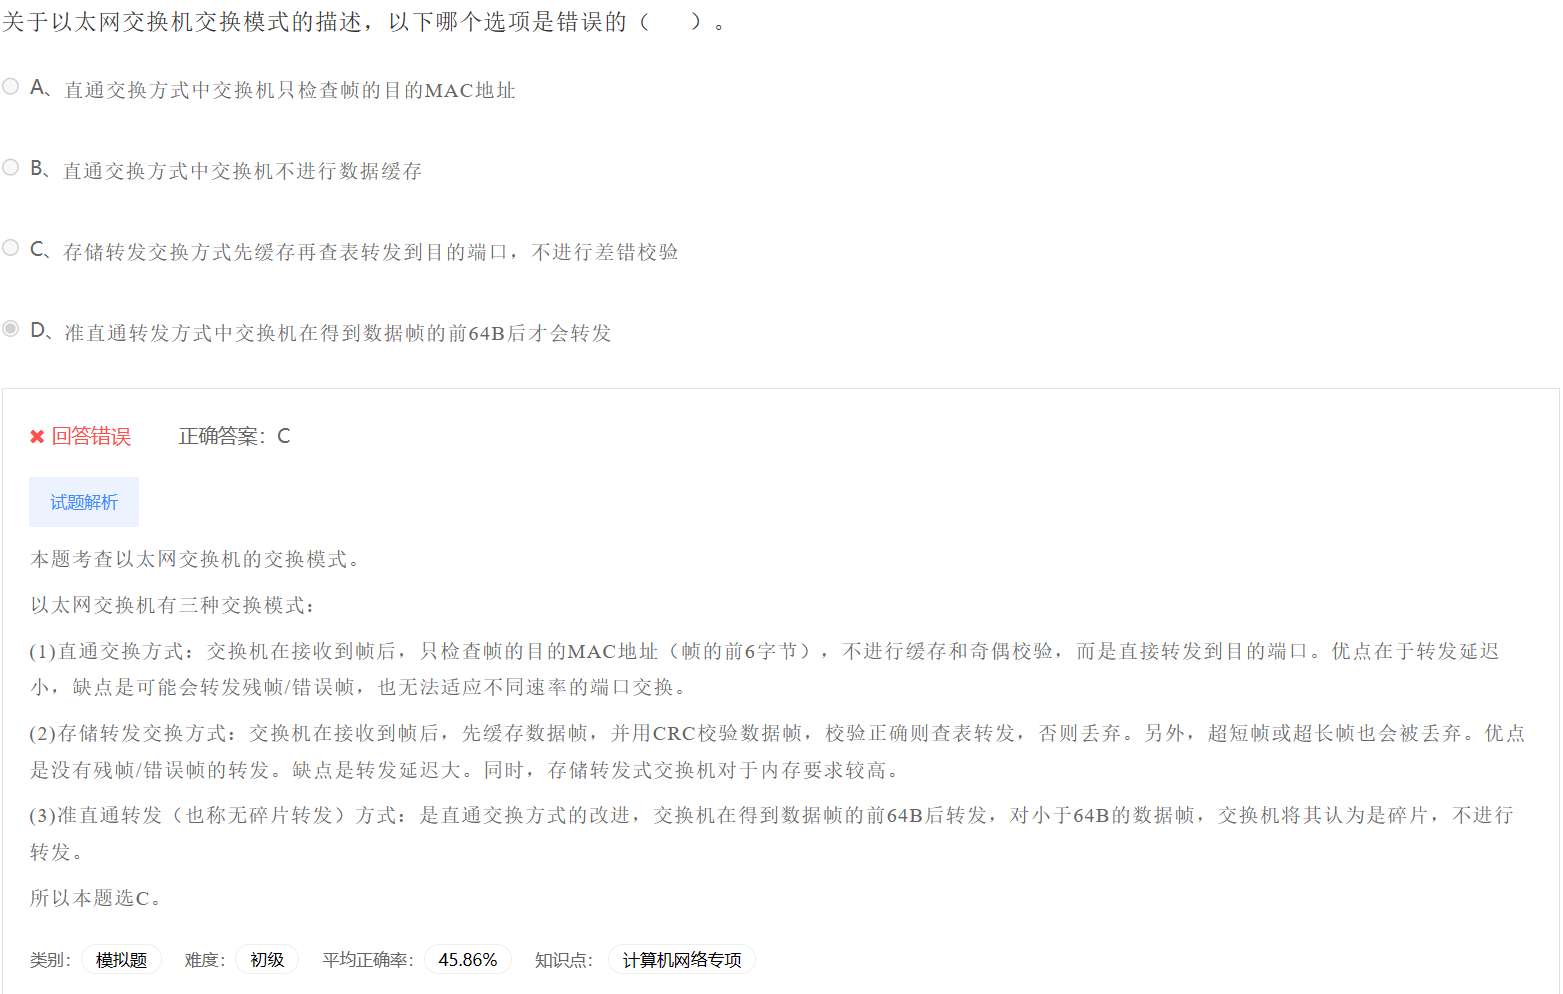 关于以太网交换机交换模式的描述，以下哪个选项是错误的（　　）。
A、直通交换方式中交换机只检查帧的目的MAC地址
B、直通交换方式中交换机不进行数据缓存
C、存储转发交换方式先缓存再查表转发到目的端口，不进行差错校验
D、准直通转发方式中交换机在得到数据帧的前64B后才会转发
✖ 回答错误　　正确答案：C
试题解析
本题考查以太网交换机的交换模式。
以太网交换机有三种交换模式：
(1)直通交换方式：交换机在接收到帧后，只检查帧的目的MAC地址（帧的前6字节），不进行缓存和奇偶校验，而是直接转发到目的端口。优点在于转发延迟
小，缺点是可能会转发残帧/错误帧，也无法适应不同速率的端口交换。
(2)存储转发交换方式：交换机在接收到帧后，先缓存数据帧，并用CRC校验数据帧，校验正确则查表转发，否则丢弃。另外，超短帧或超长帧也会被丢弃。优点
是没有残帧/错误帧的转发。缺点是转发延迟大。同时，存储转发式交换机对于内存要求较高。
(3)准直通转发（也称无碎片转发）方式：是直通交换方式的改进，交换机在得到数据帧的前64B后转发，对小于64B的数据帧，交换机将其认为是碎片，不进行
转发。
所以本题选C。
类别： 模拟题　难度： 初级　平均正确率： 45.86%　知识点： 计算机网络专项